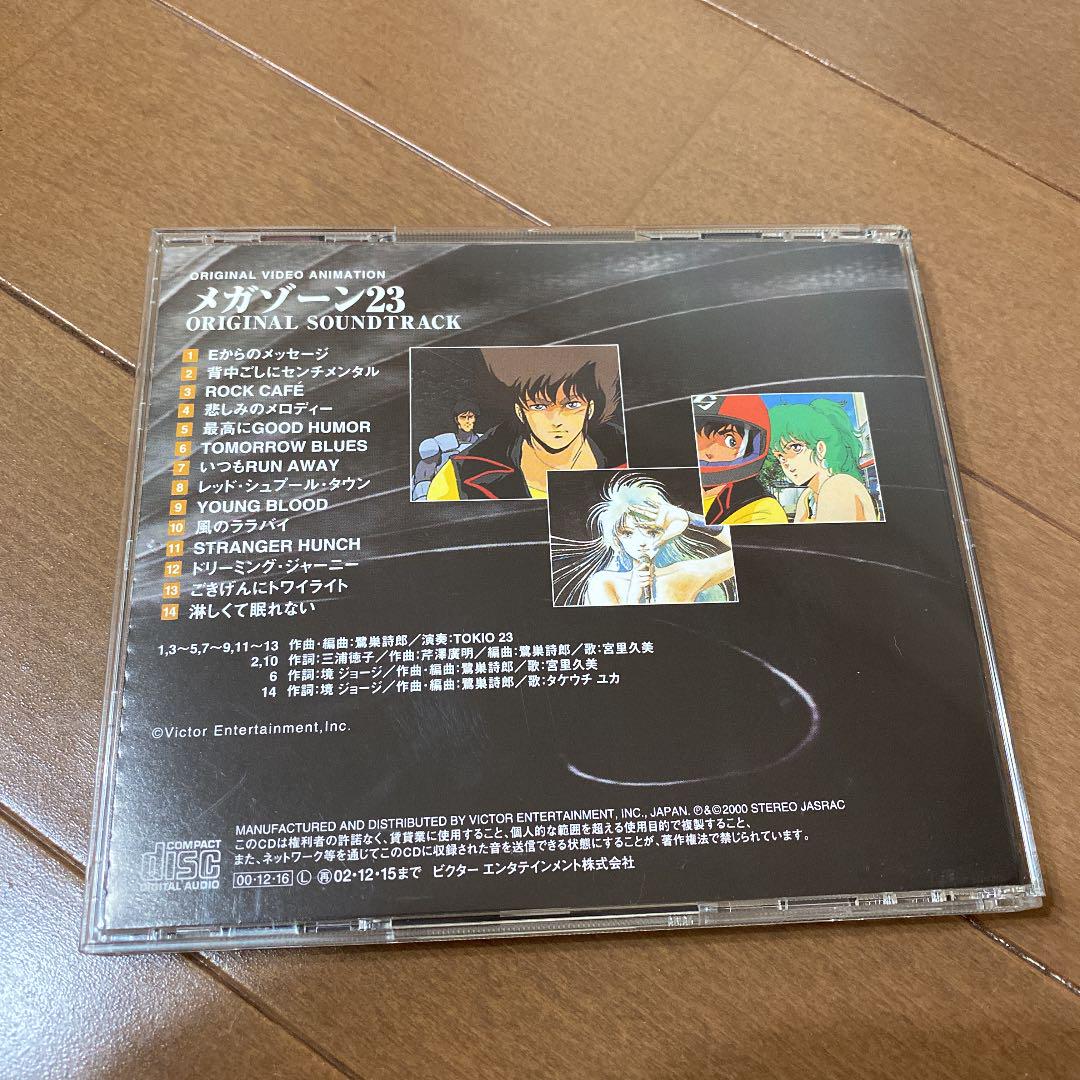 ORIGINAL VIDEO ANIMATION
メガゾーン23
ORIGINAL SOUNDTRACK
1 Eからのメッセージ
2 背中ごしにセンチメンタル
3 ROCK CAFÉ
4 悲しみのメロディー
5 最高にGOOD HUMOR
6 TOMORROW BLUES
7 いつもRUN AWAY
8 レッド・シュプール・タウン
9 YOUNG BLOOD
10 風のララバイ
11 STRANGER HUNCH
12 ドリーミング・ジャーニー
13 ごきげんにトワイライト
14 淋しくて眠れない
1,3〜5,7〜9,11〜13 作曲・編曲:鷺巣詩郎／演奏:TOKIO 23
2,10 作詞:三浦徳子／作曲:芹澤廣明／編曲:鷺巣詩郎／歌:宮里久美
6 作詞:境 ジョージ／作曲・編曲:鷺巣詩郎／歌:宮里久美
14 作詞:境 ジョージ／作曲・編曲:鷺巣詩郎／歌:タケウチ ユカ
©Victor Entertainment,Inc.
MANUFACTURED AND DISTRIBUTED BY VICTOR ENTERTAINMENT, INC., JAPAN. ℗&©2000 STEREO JASRAC
このCDは権利者の許諾なく、賃貸業に使用すること、個人的な範囲を超える使用目的で複製すること、
また、ネットワーク等を通じてこのCDに収録された音を送信できる状態にすることが、著作権法で禁じられています。
COMPACT
disc
DIGITAL AUDIO
00・12・16 Ⓛ ㊢02・12・15まで ビクター エンタテインメント株式会社